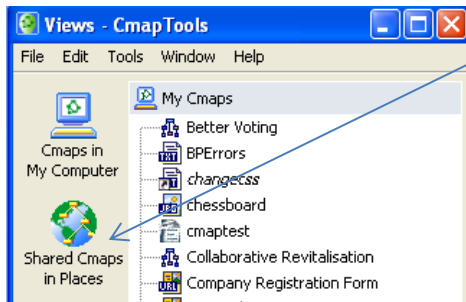 Views - CmapTools
File Edit Tools Window Help
Cmaps in
My Computer
Shared Cmaps
in Places
My Cmaps
Better Voting
BPErrors
changecss
chessboard
cmaptest
Collaborative Revitalisation
Company Registration Form